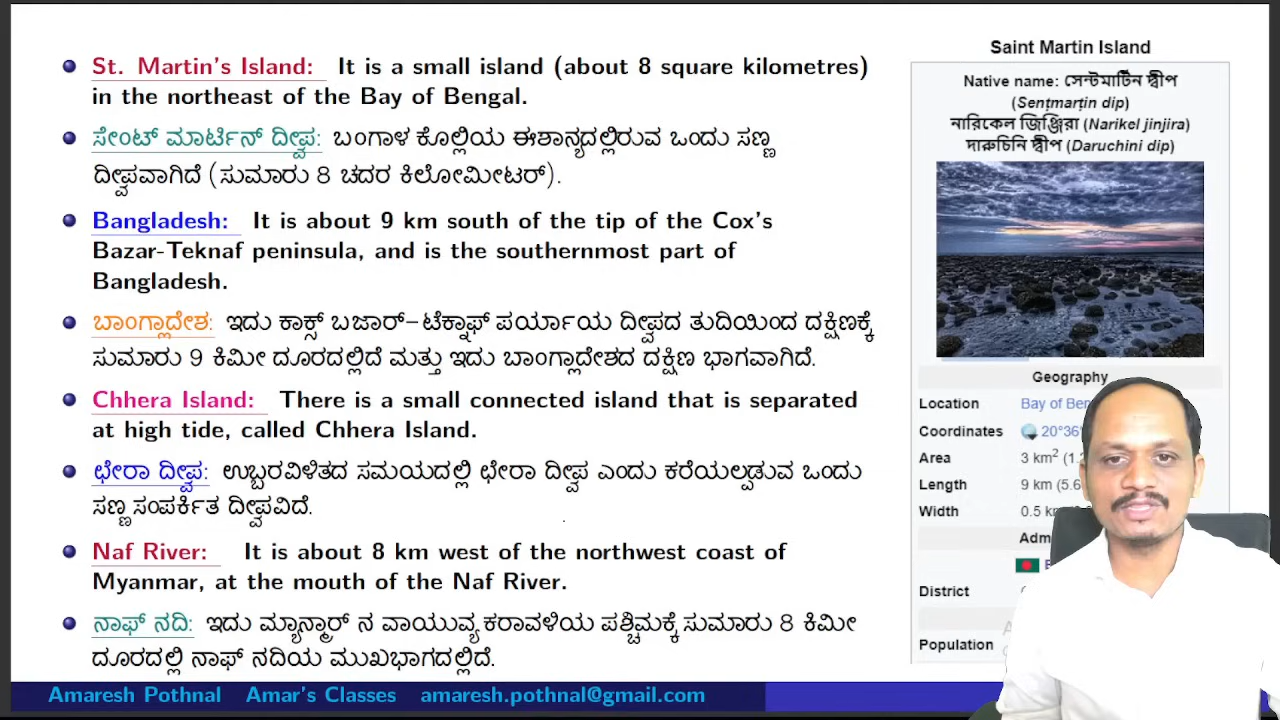 St. Martin's Island: It is a small island (about 8 square kilometres)
in the northeast of the Bay of Bengal.
ಸೇಂಟ್ ಮಾರ್ಟಿನ್ ದ್ವೀಪ: ಬಂಗಾಳ ಕೊಲ್ಲಿಯ ಈಶಾನ್ಯದಲ್ಲಿರುವ ಒಂದು ಸಣ್ಣ
ದ್ವೀಪವಾಗಿದೆ (ಸುಮಾರು 8 ಚದರ ಕಿಲೋಮೀಟರ್).
Bangladesh: It is about 9 km south of the tip of the Cox's
Bazar-Teknaf peninsula, and is the southernmost part of
Bangladesh.
ಬಾಂಗ್ಲಾದೇಶ: ಇದು ಕಾಕ್ಸ್ ಬಜಾರ್-ಟೆಕ್ನಾಫ್ ಪರ್ಯಾಯ ದ್ವೀಪದ ತುದಿಯಿಂದ ದಕ್ಷಿಣಕ್ಕೆ
ಸುಮಾರು 9 ಕಿಮೀ ದೂರದಲ್ಲಿದೆ ಮತ್ತು ಇದು ಬಾಂಗ್ಲಾದೇಶದ ದಕ್ಷಿಣ ಭಾಗವಾಗಿದೆ.
Chhera Island: There is a small connected island that is separated
at high tide, called Chhera Island.
ಛೇರಾ ದ್ವೀಪ: ಉಬ್ಬರವಿಳಿತದ ಸಮಯದಲ್ಲಿ ಛೇರಾ ದ್ವೀಪ ಎಂದು ಕರೆಯಲ್ಪಡುವ ಒಂದು
ಸಣ್ಣ ಸಂಪರ್ಕಿತ ದ್ವೀಪವಿದೆ.
Naf River: It is about 8 km west of the northwest coast of
Myanmar, at the mouth of the Naf River.
ನಾಫ್ ನದಿ: ಇದು ಮ್ಯಾನ್ಮಾರ್ ನ ವಾಯುವ್ಯ ಕರಾವಳಿಯ ಪಶ್ಚಿಮಕ್ಕೆ ಸುಮಾರು 8 ಕಿಮೀ
ದೂರದಲ್ಲಿ ನಾಫ್ ನದಿಯ ಮುಖಭಾಗದಲ್ಲಿದೆ.
Saint Martin Island
Native name: সেন্টমার্টিন দ্বীপ
(Senṭmarṭin dip)
নারিকেল জিঞ্জিরা (Narikel jinjira)
দারুচিনি দ্বীপ (Daruchini dip)
Geography
Location Bay of
Coordinates 20°36'
Area 3 km²
Length 9 km
Width 0.5
District
Population
Amaresh Pothnal Amar's Classes amaresh.pothnal@gmail.com